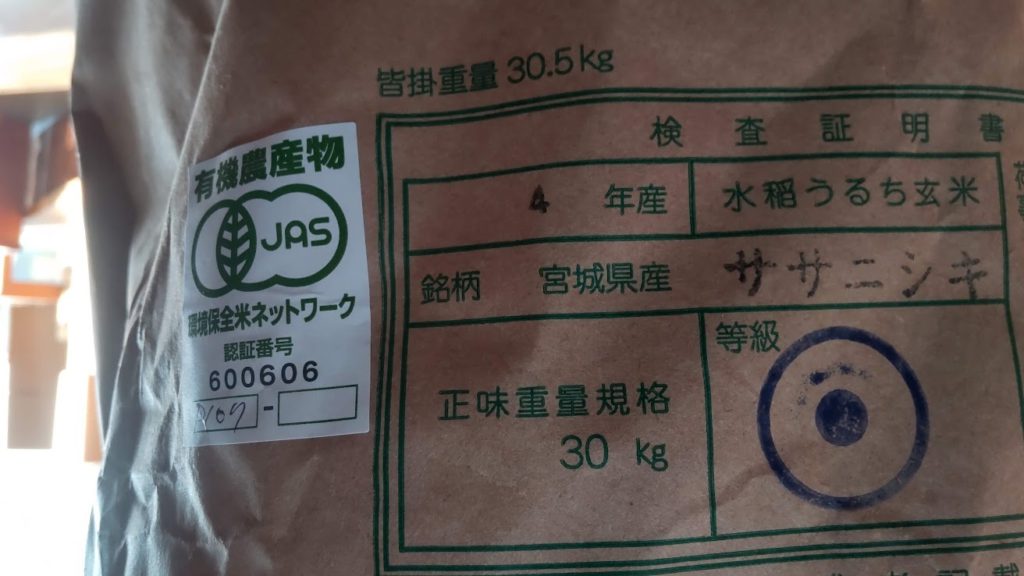 皆掛重量 30.5kg
検査証明書
4 年産
水稲うるち玄米
銘柄 宮城県産 ササニシキ
正味重量規格
30 kg
等級
有機農産物
JAS
環境保全米ネットワーク
認証番号
600606
-